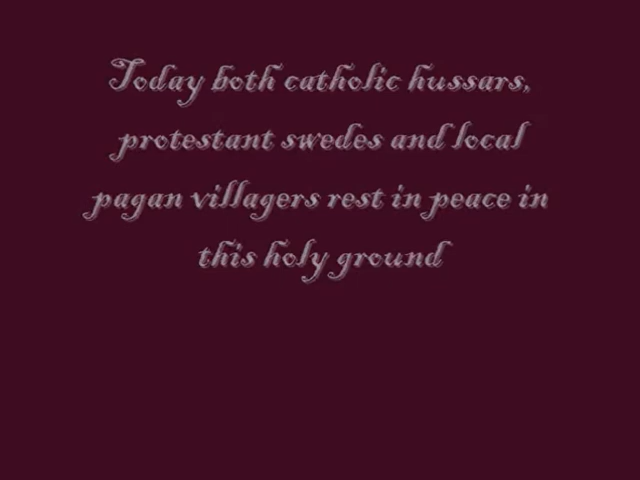 Today both catholic hussars,
protestant swedes and local
pagan villagers rest in peace in
this holy ground